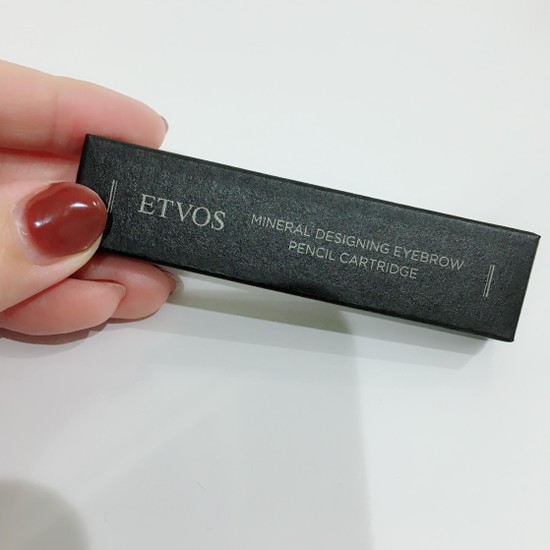 ETVOS
MINERAL DESIGNING EYEBROW
PENCIL CARTRIDGE